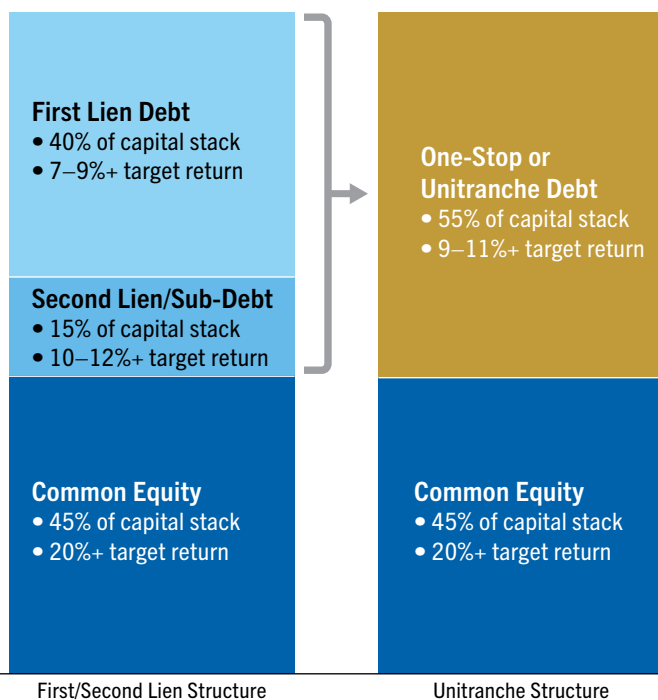 First Lien Debt
• 40% of capital stack
• 7–9%+ target return
Second Lien/Sub-Debt
• 15% of capital stack
• 10–12%+ target return
Common Equity
• 45% of capital stack
• 20%+ target return
First/Second Lien Structure
One-Stop or
Unitranche Debt
• 55% of capital stack
• 9–11%+ target return
Common Equity
• 45% of capital stack
• 20%+ target return
Unitranche Structure